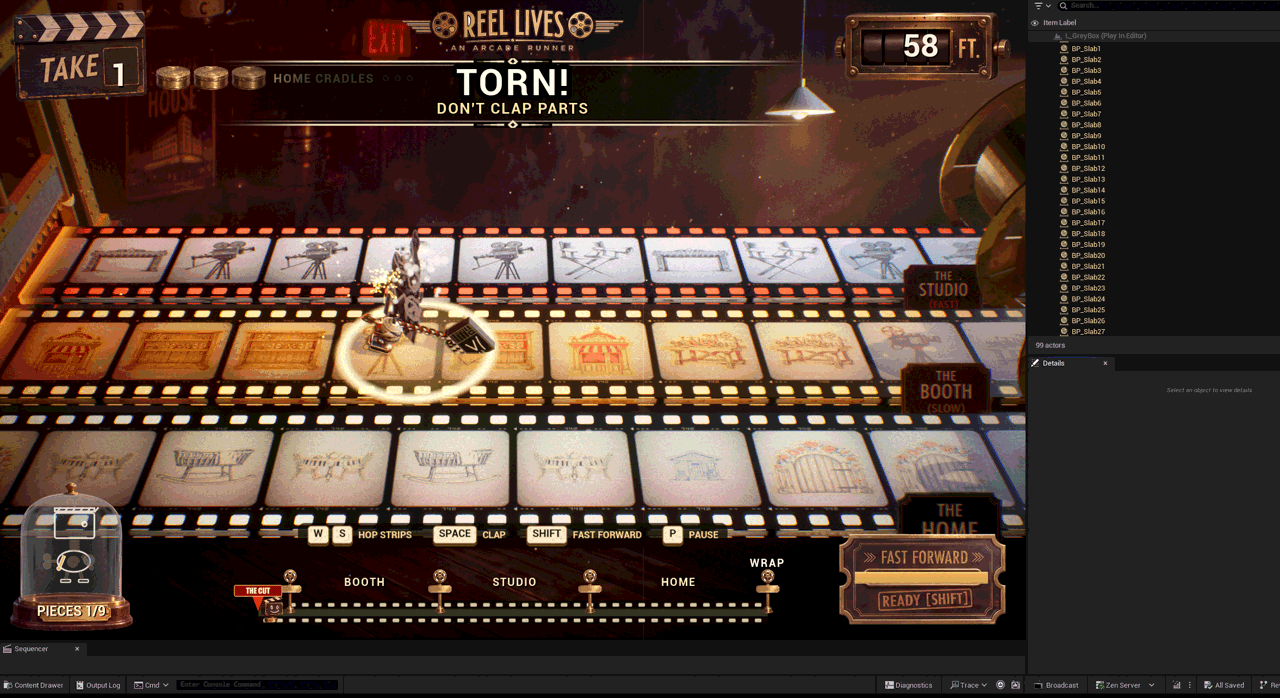 TAKE 1
EXIT
REEL LIVES
AN ARCADE RUNNER
58 FT.
HOME CRADLES
HOUSE
TORN!
DON'T CLAP PARTS
THE
STUDIO
(FAST)
THE
BOOTH
(SLOW)
THE
HOME
W S HOP STRIPS SPACE CLAP SHIFT FAST FORWARD P PAUSE
WRAP
BOOTH STUDIO HOME
THE CUT
PIECES 1/9
FAST FORWARD
READY [SHIFT]
Search...
Item Label
L_GreyBox (Play In Editor)
BP_Slab1
BP_Slab2
BP_Slab3
BP_Slab4
BP_Slab5
BP_Slab6
BP_Slab7
BP_Slab8
BP_Slab9
BP_Slab10
BP_Slab11
BP_Slab12
BP_Slab13
BP_Slab14
BP_Slab15
BP_Slab16
BP_Slab17
BP_Slab18
BP_Slab19
BP_Slab20
BP_Slab21
BP_Slab22
BP_Slab23
BP_Slab24
BP_Slab25
BP_Slab26
BP_Slab27
99 actors
Details
Select an object to view details
Sequencer
Content Drawer Output Log Cmd Enter Console Command Diagnostics Trace Broadcast Zen Server All Saved